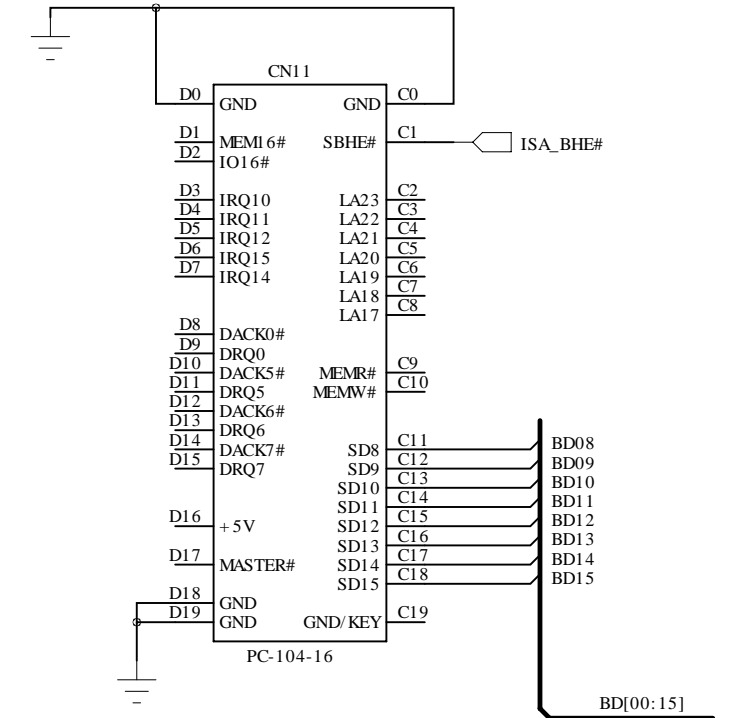 CN11
D0 GND GND C0
D1 MEM16# SBHE# C1 ISA_BHE#
D2 IO16#
D3 IRQ10 LA23 C2
D4 IRQ11 LA22 C3
D5 IRQ12 LA21 C4
D6 IRQ15 LA20 C5
D7 IRQ14 LA19 C6
LA18 C7
LA17 C8
D8 DACK0#
D9 DRQ0
D10 DACK5# MEMR# C9
D11 DRQ5 MEMW# C10
D12 DACK6#
D13 DRQ6
D14 DACK7# SD8 C11 BD08
D15 DRQ7 SD9 C12 BD09
SD10 C13 BD10
SD11 C14 BD11
D16 +5V SD12 C15 BD12
SD13 C16 BD13
D17 MASTER# SD14 C17 BD14
SD15 C18 BD15
D18 GND
D19 GND GND/KEY C19
PC-104-16
BD[00:15]